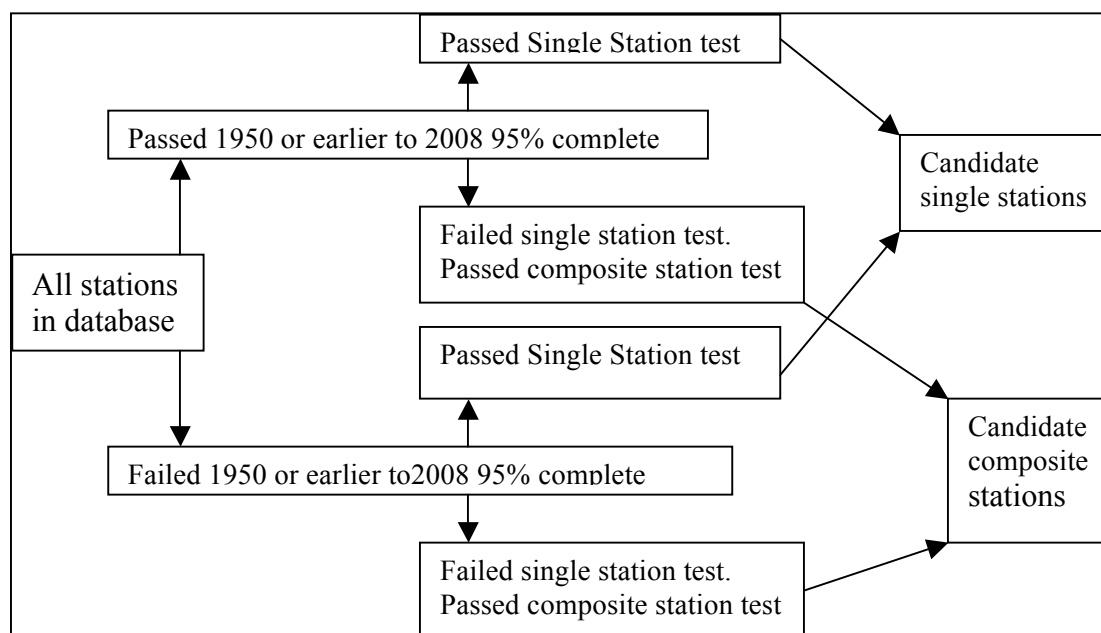 Passed Single Station test
Passed 1950 or earlier to 2008 95% complete
Candidate
single stations
Failed single station test.
Passed composite station test
All stations
in database
Passed Single Station test
Candidate
composite
stations
Failed 1950 or earlier to2008 95% complete
Failed single station test.
Passed composite station test